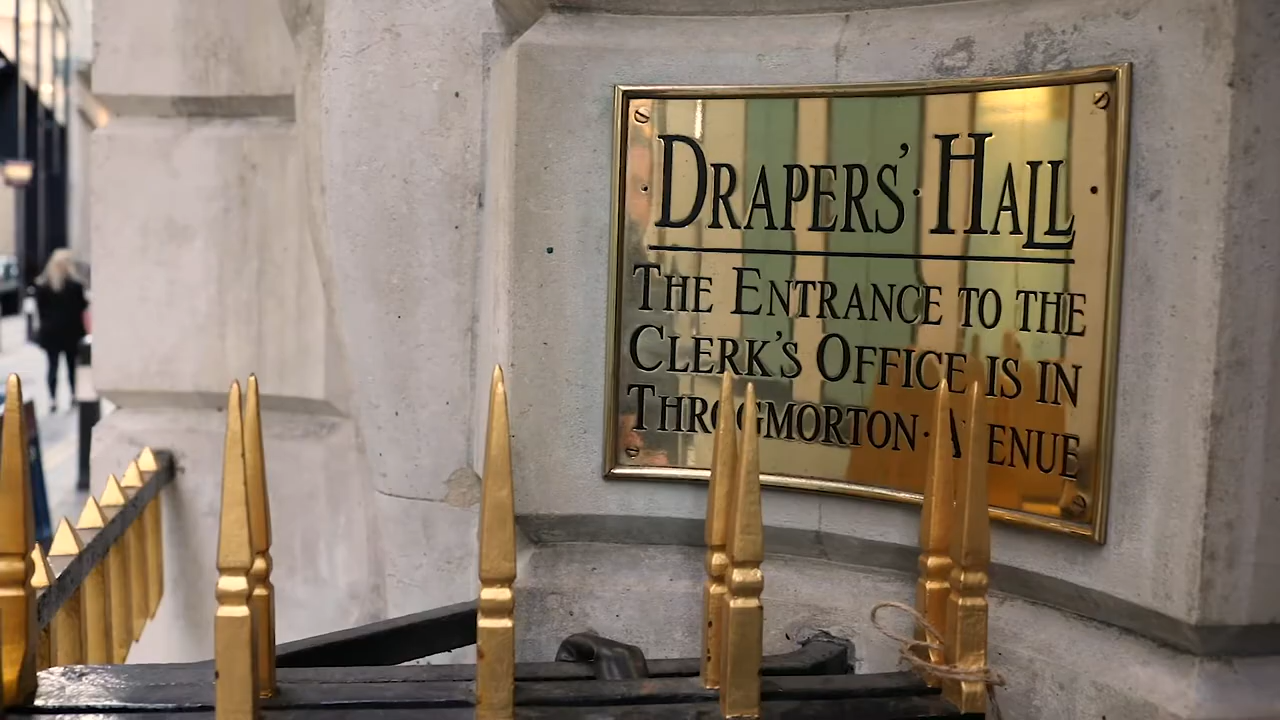 DRAPERS'·HALL
THE ENTRANCE TO THE
CLERK'S OFFICE IS IN
THROGMORTON·AVENUE